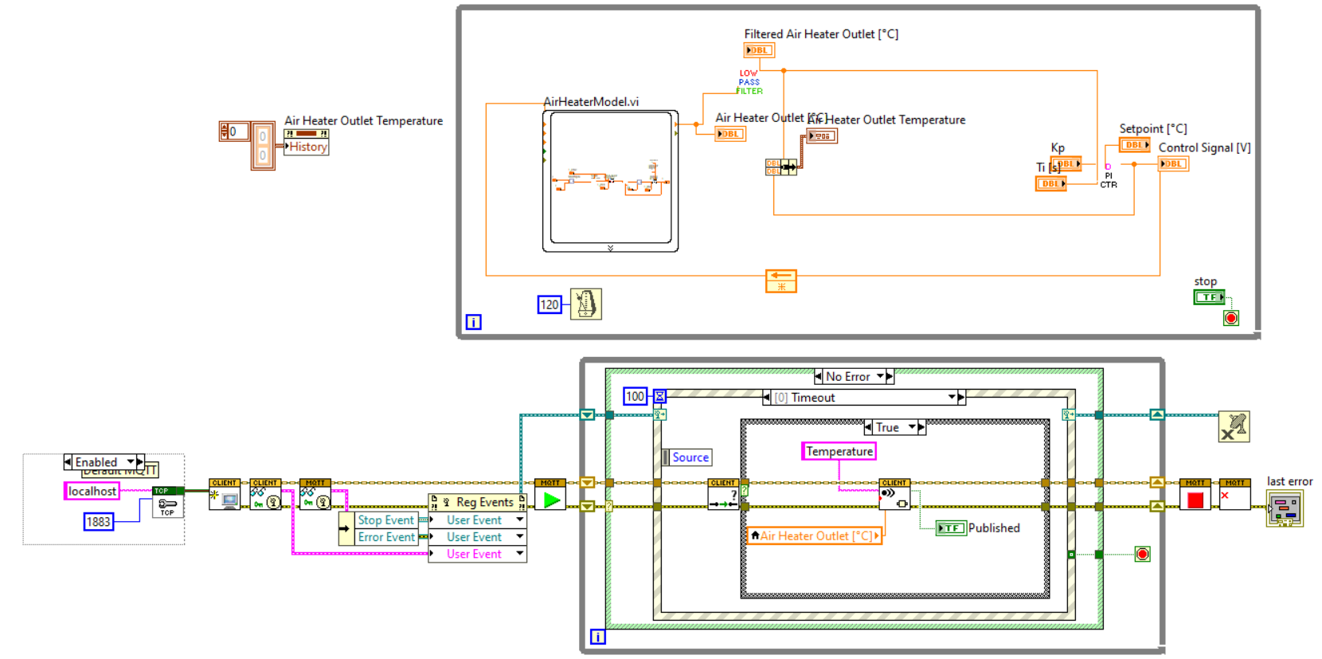 Filtered Air Heater Outlet [°C]
DBL
LOW
PASS
FILTER
AirHeaterModel.vi
0
0
0
Air Heater Outlet Temperature
History
Air Heater Outlet [°C]
DBL
Air Heater Outlet Temperature
DBL
DBL
Setpoint [°C]
DBL
Kp
DBL
Ti [s]
DBL
PI
CTR
Control Signal [V]
DBL
120
stop
TF
i
No Error
100
[0] Timeout
True
Source
Temperature
Enabled
Default MQTT
localhost
TCP
TCP
1883
CLIENT
CLIENT
MQTT
Reg Events
Stop Event
User Event
Error Event
User Event
User Event
MQTT
CLIENT
?
CLIENT
Air Heater Outlet [°C]
TF
Published
MQTT
MQTT
last error
i